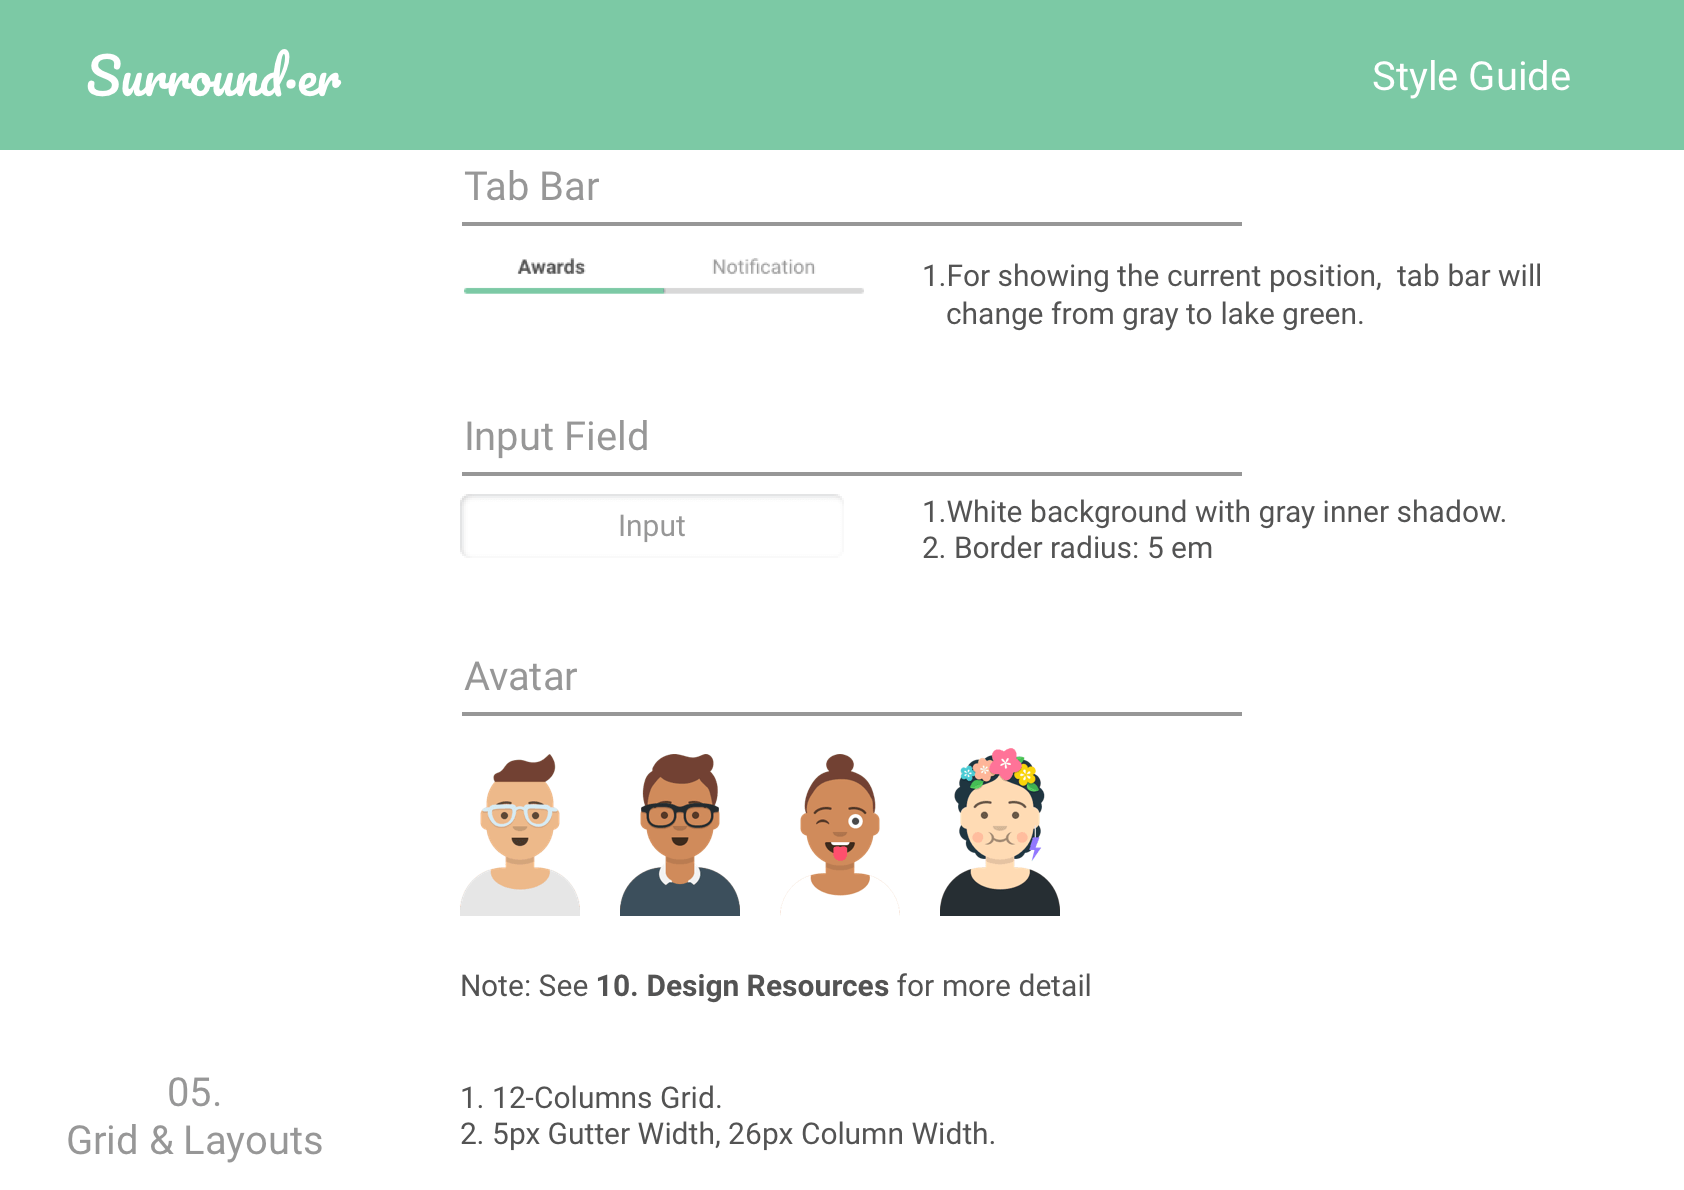 Surround.er
Style Guide
Tab Bar
Awards
Notification
1.For showing the current position,  tab bar will
change from gray to lake green.
Input Field
Input
1.White background with gray inner shadow.
2. Border radius: 5 em
Avatar
Note: See 10. Design Resources for more detail
05.
Grid & Layouts
1. 12-Columns Grid.
2. 5px Gutter Width, 26px Column Width.